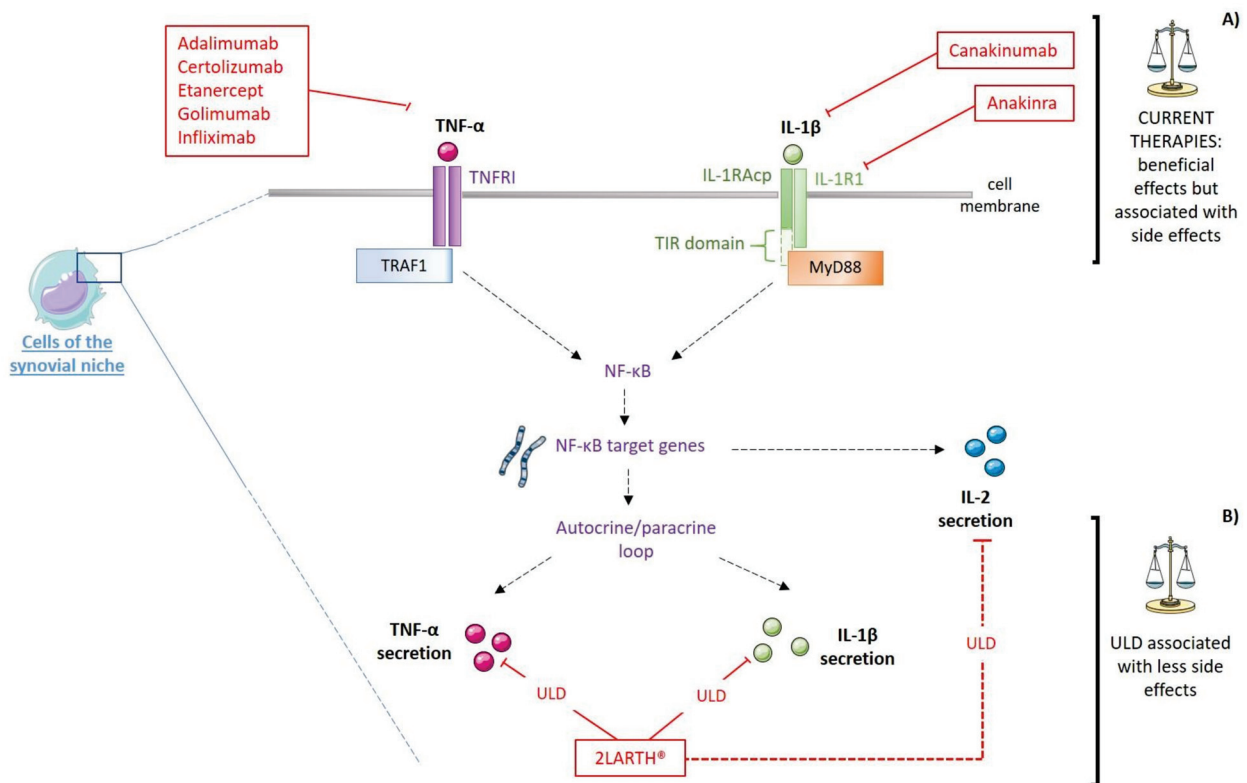 A)
Adalimumab
Certolizumab
Etanercept
Golimumab
Infliximab
Canakinumab
Anakinra
TNF-α
IL-1β
TNFRI
IL-1RAcp
IL-1R1
cell
membrane
TIR domain
TRAF1
MyD88
CURRENT
THERAPIES:
beneficial
effects but
associated with
side effects
Cells of the
synovial niche
NF-κB
NF-κB target genes
IL-2
secretion
Autocrine/paracrine
loop
B)
TNF-α
secretion
IL-1β
secretion
ULD
ULD
ULD
2LARTH®
ULD associated
with less side
effects